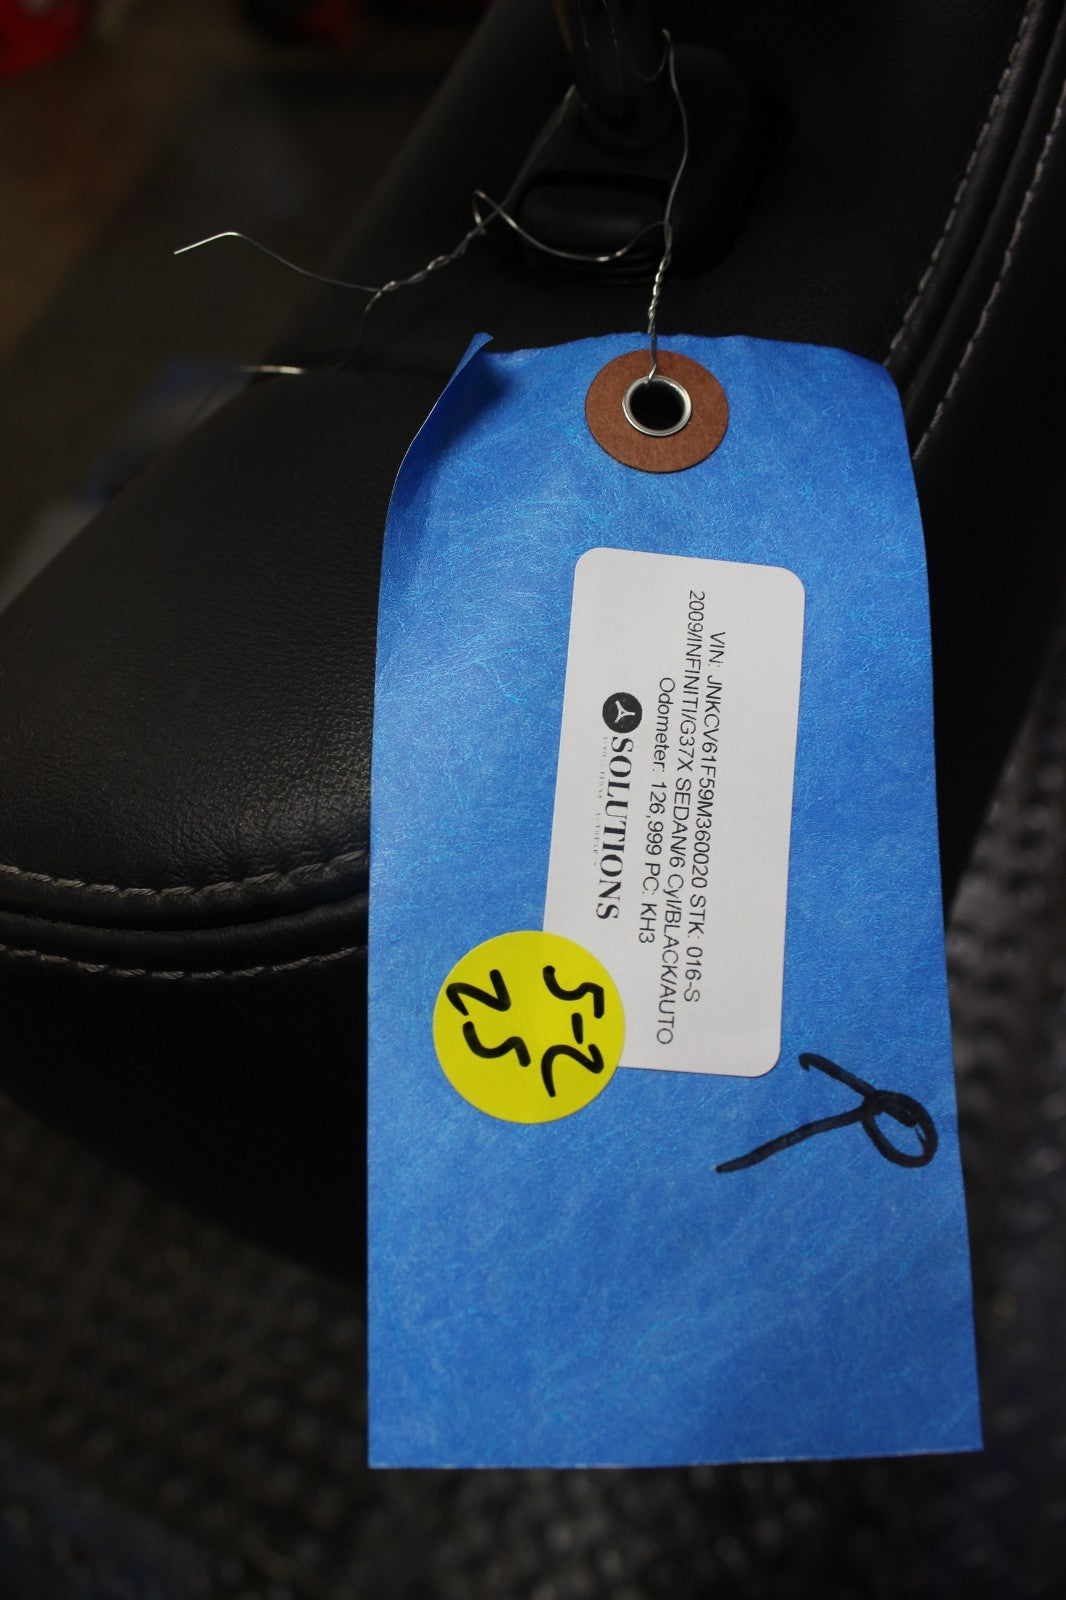 VIN: JNKCV61F59M360020 STK: 016-S
2009/INFINITI/G37X SEDAN/6 Cyl/BLACK/AUTO
Odometer: 126,999 PC: KH3
SOLUTIONS
5-2
25
R